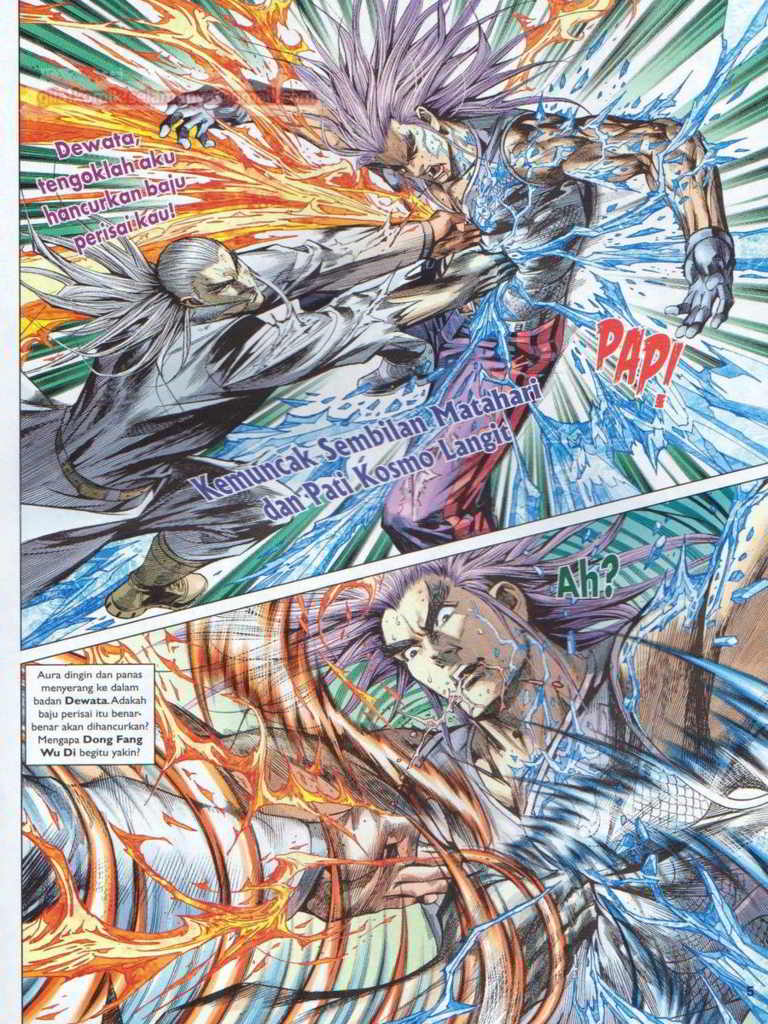 Dewata,
tengoklah aku
hancurkan baju
perisai kau!
PAP!
Kemuncak Sembilan Matahari
dan Pati Kosmo Langit
Ah?
Aura dingin dan panas
menyerang ke dalam
badan Dewata. Adakah
baju perisai itu benar-
benar akan dihancurkan?
Mengapa Dong Fang
Wu Di begitu yakin?
5